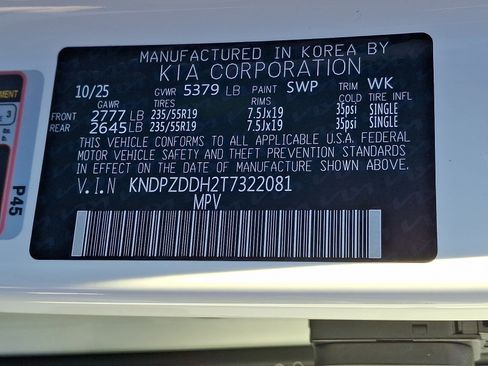 MANUFACTURED IN KOREA BY
KIA CORPORATION
10/25 GVWR 5379 LB PAINT SWP TRIM WK
GAWR TIRES RIMS COLD TIRE INFL
FRONT 2777 LB 235/55R19 7.5Jx19 35psi SINGLE
REAR 2645 LB 235/55R19 7.5Jx19 35psi SINGLE
THIS VEHICLE CONFORMS TO ALL APPLICABLE U.S.A. FEDERAL
MOTOR VEHICLE SAFETY AND THEFT PREVENTION STANDARDS
IN EFFECT ON THE DATE OF MANUFACTURE SHOWN ABOVE.
V.I.N KNDPZDDH2T7322081
MPV
3
P45